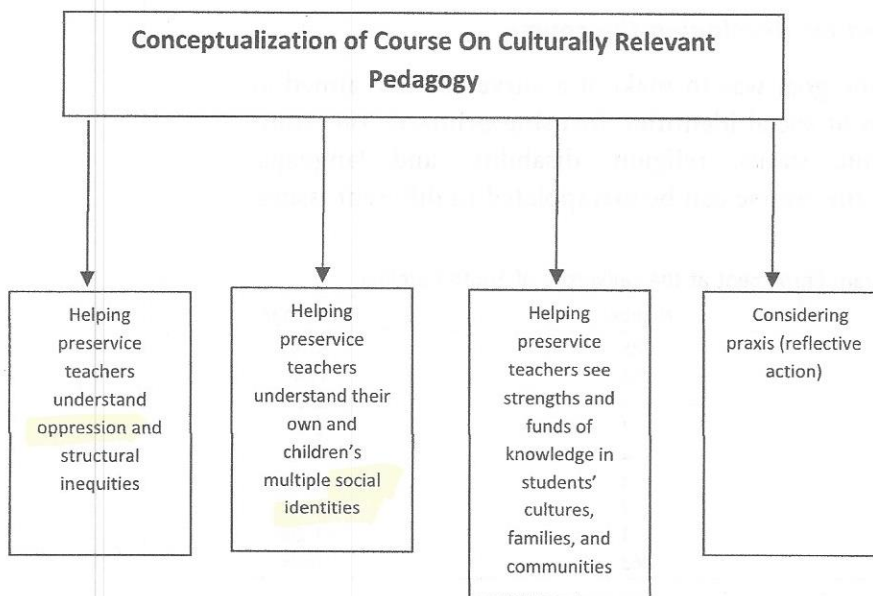 Conceptualization of Course On Culturally Relevant
Pedagogy
Helping
preservice
teachers
understand
oppression and
structural
inequities
Helping
preservice
teachers
understand their
own and
children's
multiple social
identities
Helping
preservice
teachers see
strengths and
funds of
knowledge in
students'
cultures,
families, and
communities
Considering
praxis (reflective
action)